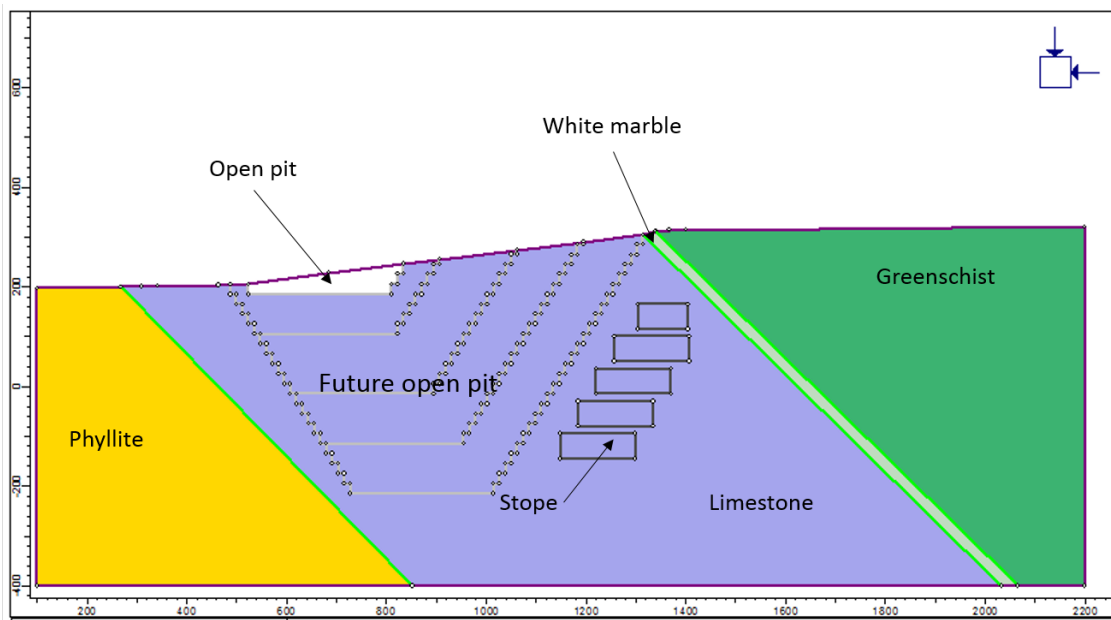 600
White marble
Open pit
400
Greenschist
200
Future open pit
0
Phyllite
Stope
Limestone
-200
-400
200 400 600 800 1000 1200 1400 1600 1800 2000 2200